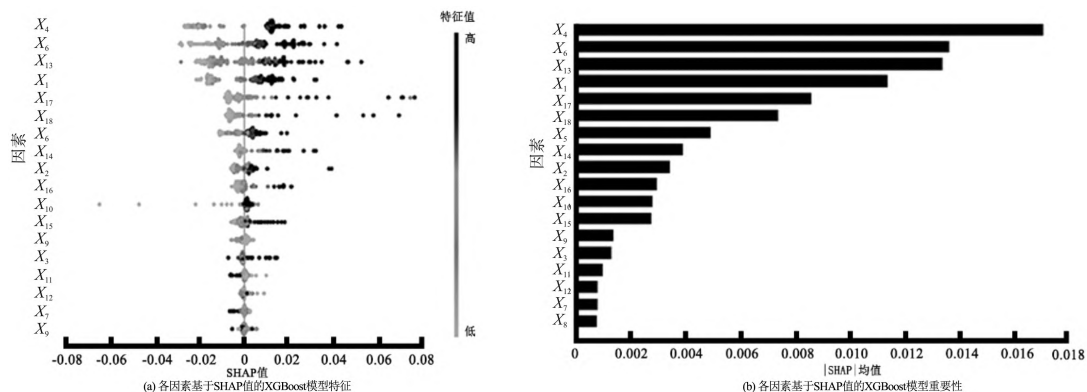 特征值
高
低
因素
X₄
X₆
X₁₃
X₁
X₁₇
X₁₈
X₆
X₁₄
X₂
X₁₆
X₁₀
X₁₅
X₉
X₃
X₁₁
X₁₂
X₇
X₉
-0.08 -0.06 -0.04 -0.02 0 0.02 0.04 0.06 0.08
SHAP值
(a) 各因素基于SHAP值的XGBoost模型特征
因素
X₄
X₆
X₁₃
X₁
X₁₇
X₁₈
X₅
X₁₄
X₂
X₁₆
X₁₀
X₁₅
X₉
X₃
X₁₁
X₁₂
X₇
X₈
0 0.002 0.004 0.006 0.008 0.010 0.012 0.014 0.016 0.018
|SHAP|均值
(b) 各因素基于SHAP值的XGBoost模型重要性